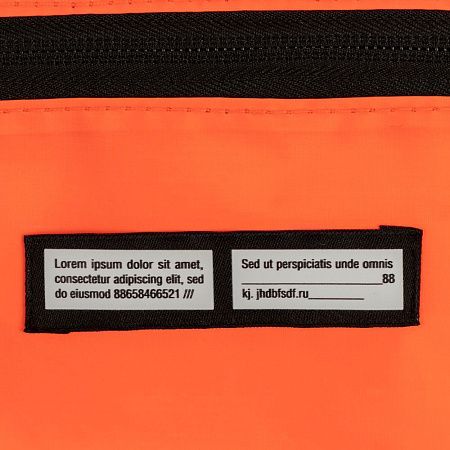 Lorem ipsum dolor sit amet,
consectetur adipiscing elit, sed
do eiusmod 88658466521 ///
Sed ut perspiciatis unde omnis
______________________88
kj. jhdbfsdf.ru_________